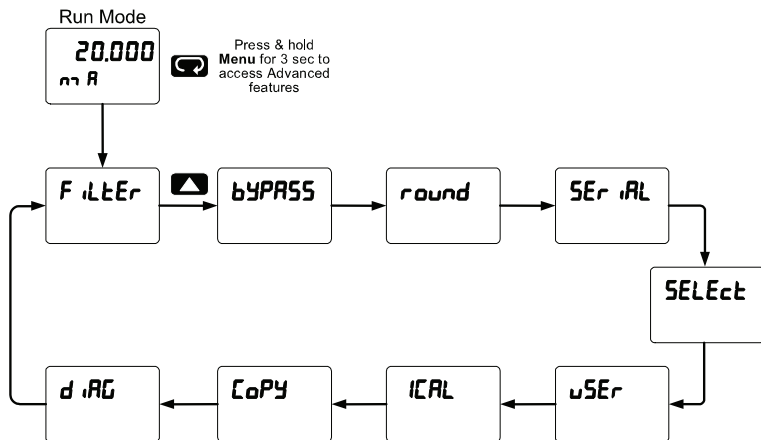 Run Mode
20.000
mA
Press & hold
Menu for 3 sec to
access Advanced
features
FiLtEr
bYPASS
round
SEriAL
SELEct
uSEr
ICAL
CoPY
diAG